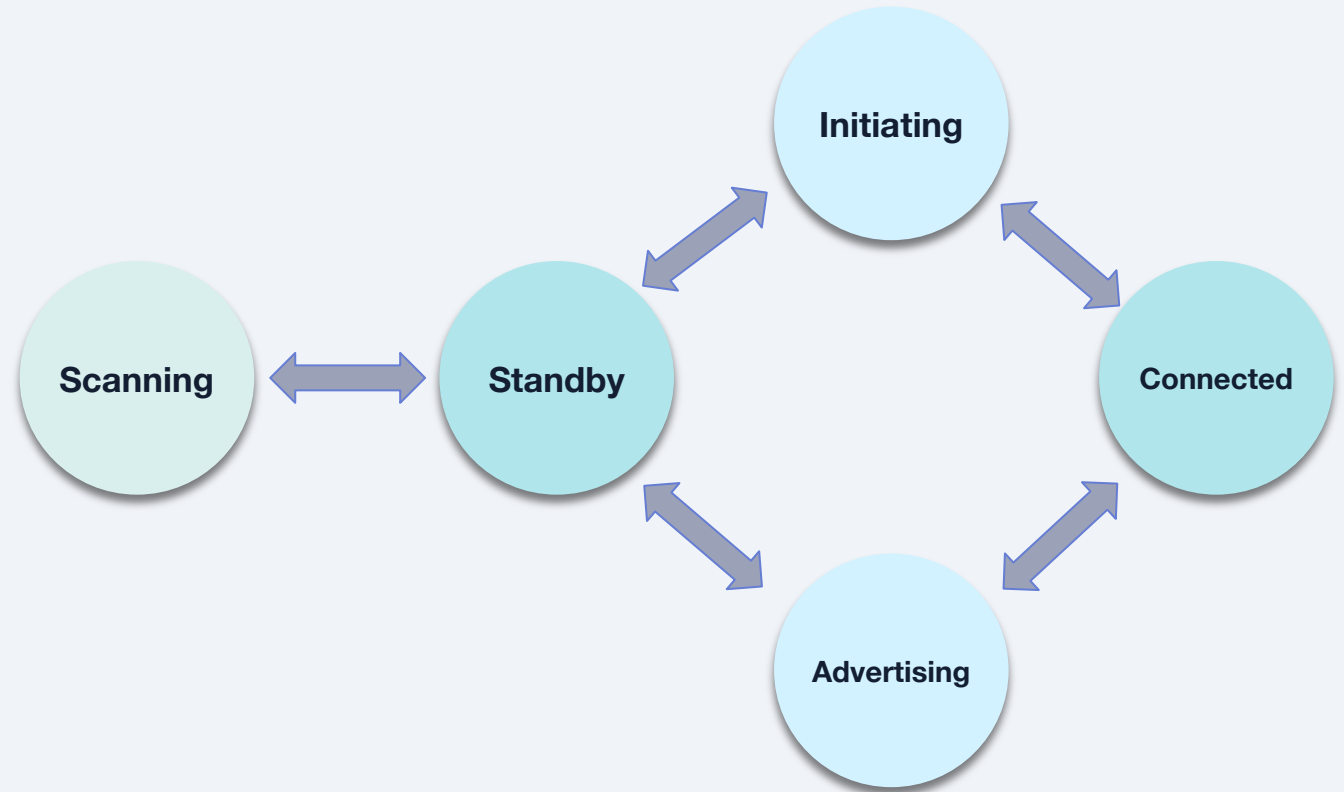 Initiating
Scanning
Standby
Connected
Advertising